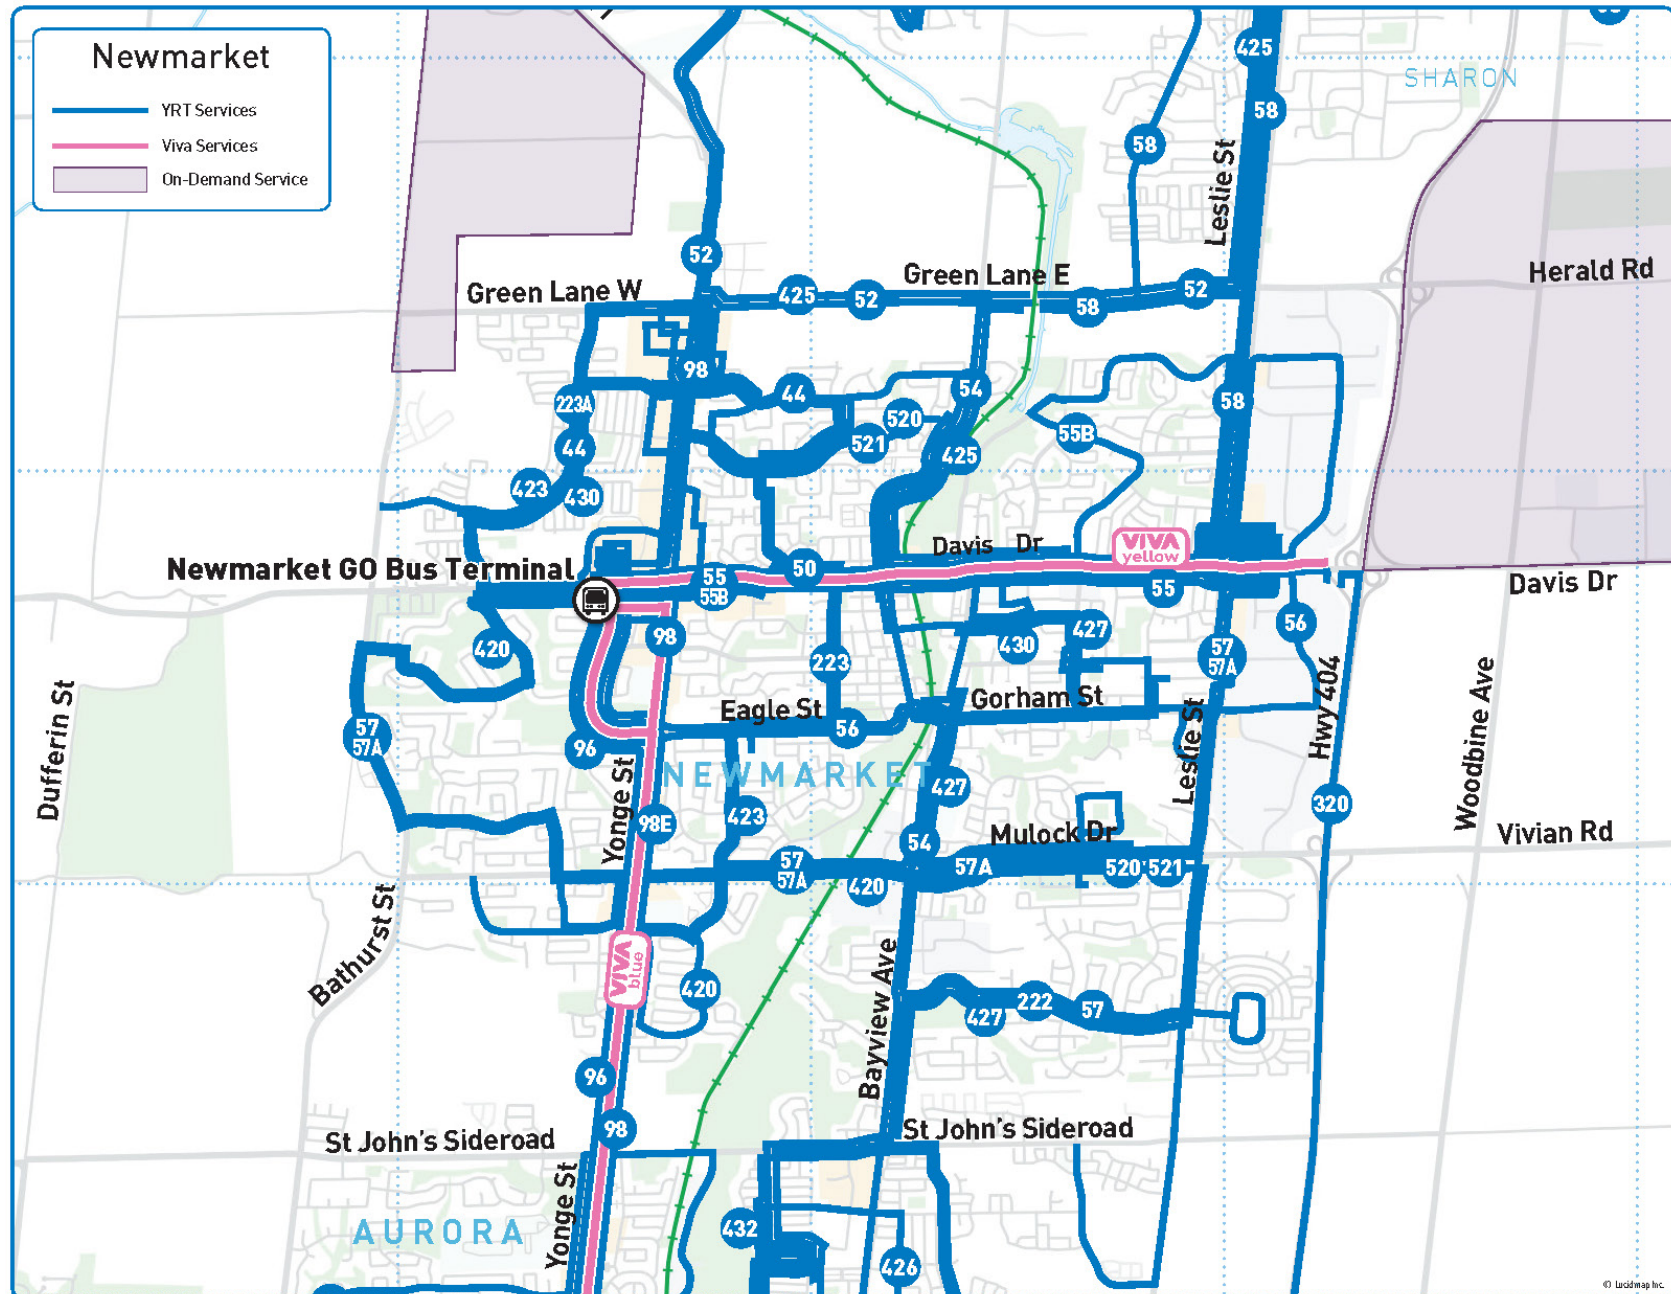 Newmarket
YRT Services
Viva Services
On-Demand Service
425
SHARON
58
58
Leslie St
52
Green Lane W
425
52
Green Lane E
58
52
Herald Rd
98
223A
44
54
58
520
521
55B
44
425
423
430
Newmarket GO Bus Terminal
55
55B
50
Davis Dr
VIVA
yellow
55
Davis Dr
420
98
223
430
427
57
57A
56
Dufferin St
57
57A
96
Eagle St
56
Gorham St
Leslie St
Hwy 404
Woodbine Ave
NEWMARKET
Yonge St
98E
423
427
320
54
Mulock Dr
Vivian Rd
57
57A
420
57A
520
521
Bathurst St
VIVA
blue
420
Bayview Ave
427
222
57
96
98
St John's Sideroad
St John's Sideroad
Yonge St
AURORA
432
426
© Lucidmap Inc.